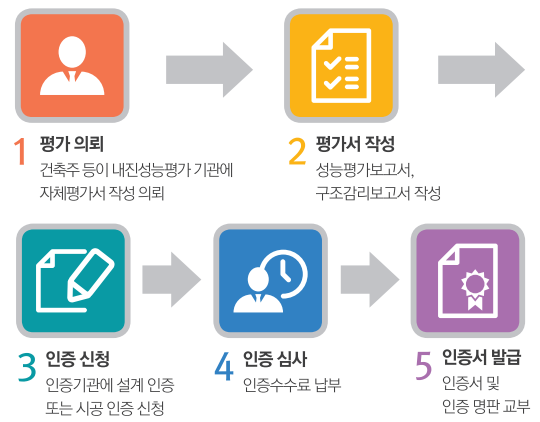 1 평가 의뢰
건축주 등이 내진성능평가 기관에
자체평가서 작성 의뢰
2 평가서 작성
성능평가보고서,
구조감리보고서 작성
3 인증 신청
인증기관에 설계 인증
또는 시공 인증 신청
4 인증 심사
인증수수료 납부
5 인증서 발급
인증서 및
인증 명판 교부